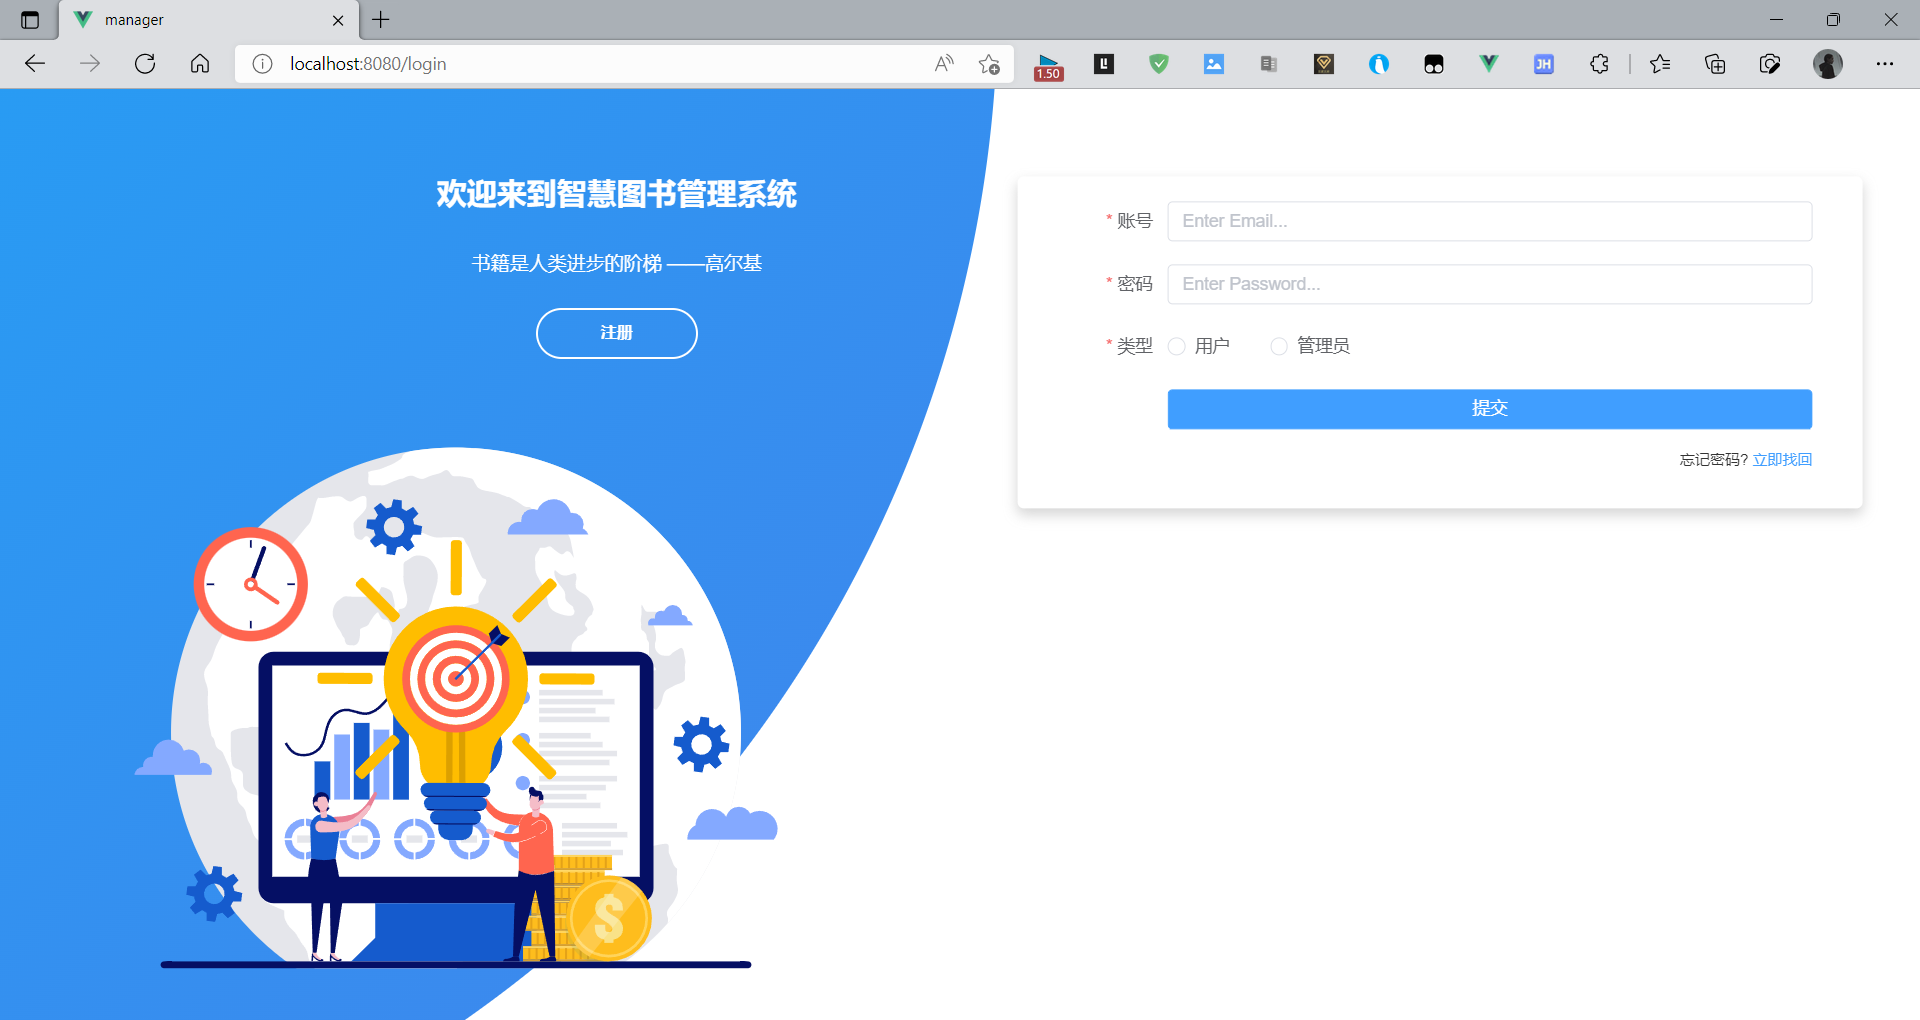 manager
localhost:8080/login
1.50
JH
欢迎来到智慧图书管理系统
书籍是人类进步的阶梯 ——高尔基
注册
* 账号 Enter Email...
* 密码 Enter Password...
* 类型 用户 管理员
提交
忘记密码? 立即找回
$